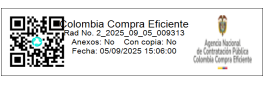 Colombia Compra Eficiente
Rad No. 2_2025_09_05_009313
Anexos: No Con copia: No
Fecha: 05/09/2025 15:06:00
Agencia Nacional
de Contratación Pública
Colombia Compra Eficiente